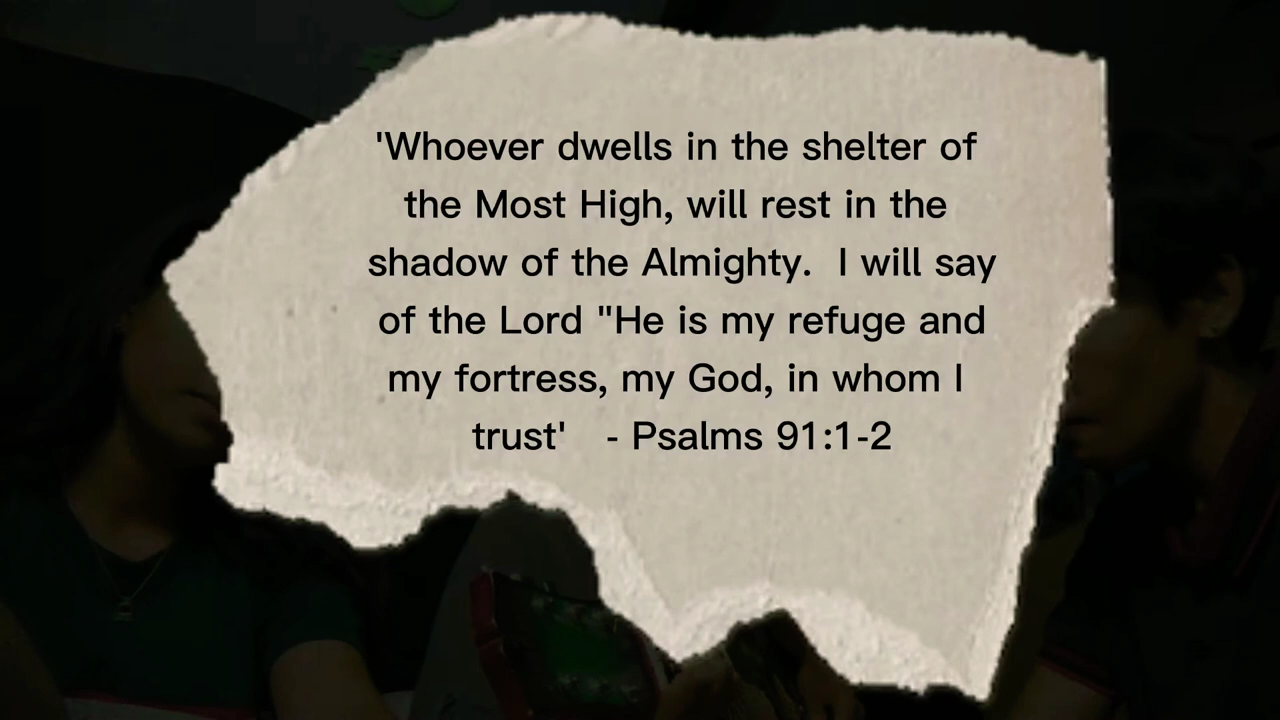 'Whoever dwells in the shelter of
the Most High, will rest in the
shadow of the Almighty.  I will say
of the Lord "He is my refuge and
my fortress, my God, in whom I
trust'   - Psalms 91:1-2